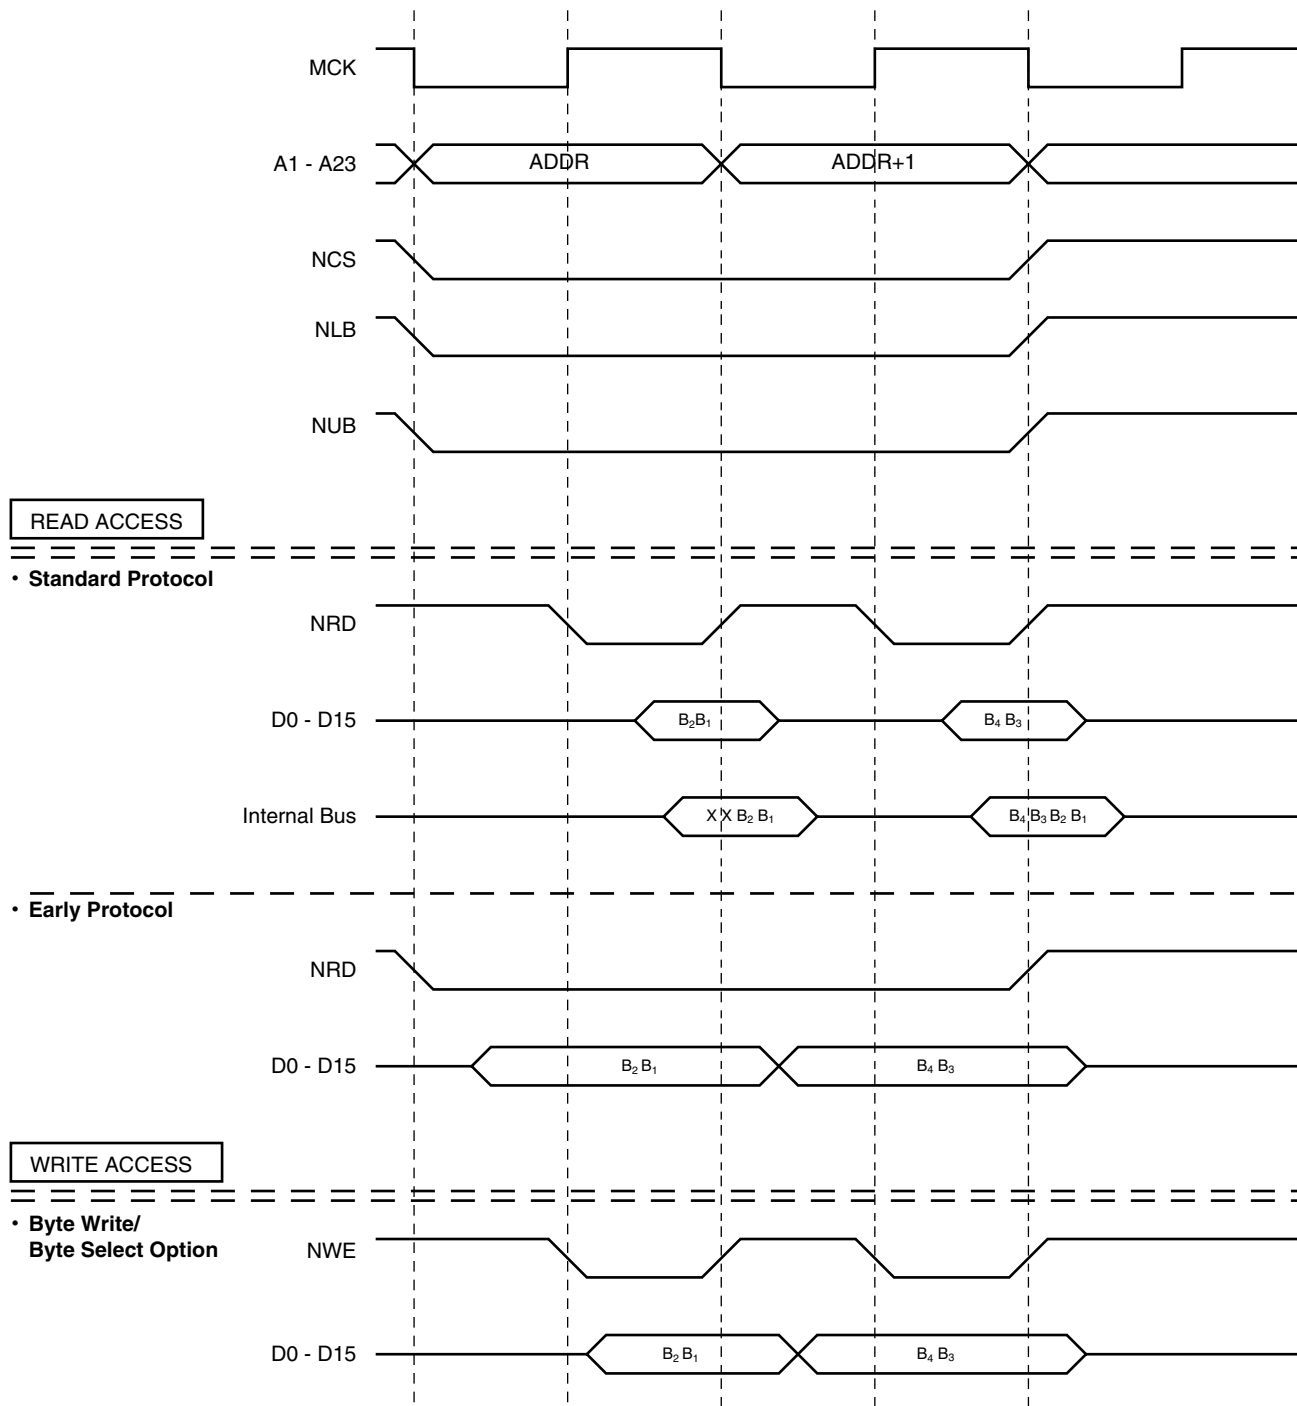 MCK
A1 - A23 ADDR ADDR+1
NCS
NLB
NUB
READ ACCESS
• Standard Protocol
NRD
D0 - D15 B₂B₁ B₄ B₃
Internal Bus X X B₂ B₁ B₄ B₃ B₂ B₁
• Early Protocol
NRD
D0 - D15 B₂ B₁ B₄ B₃
WRITE ACCESS
• Byte Write/
Byte Select Option NWE
D0 - D15 B₂ B₁ B₄ B₃